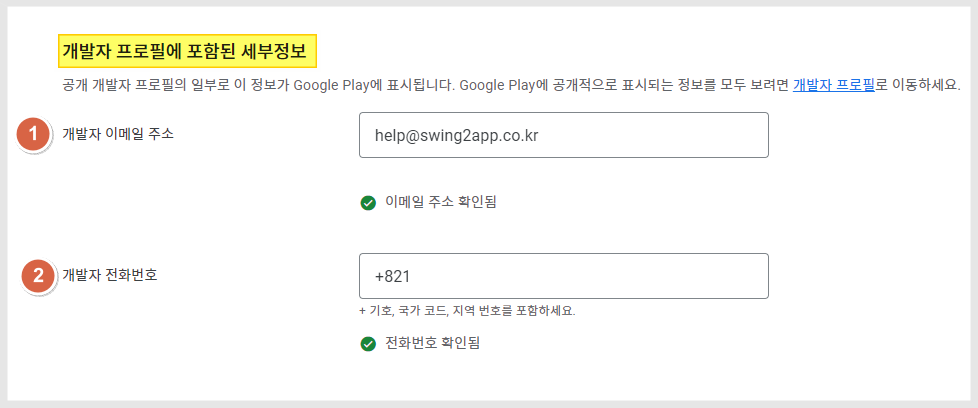 개발자 프로필에 포함된 세부정보
공개 개발자 프로필의 일부로 이 정보가 Google Play에 표시됩니다. Google Play에 공개적으로 표시되는 정보를 모두 보려면 개발자 프로필로 이동하세요.
1 개발자 이메일 주소 help@swing2app.co.kr
이메일 주소 확인됨
2 개발자 전화번호 +821
+ 기호, 국가 코드, 지역 번호를 포함하세요.
전화번호 확인됨